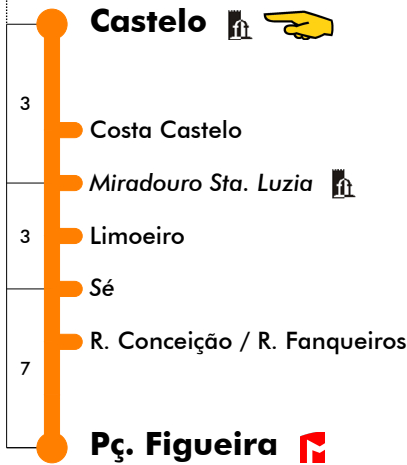 Castelo
3
Costa Castelo
Miradouro Sta. Luzia
3
Limoeiro
Sé
R. Conceição / R. Fanqueiros
7
Pç. Figueira